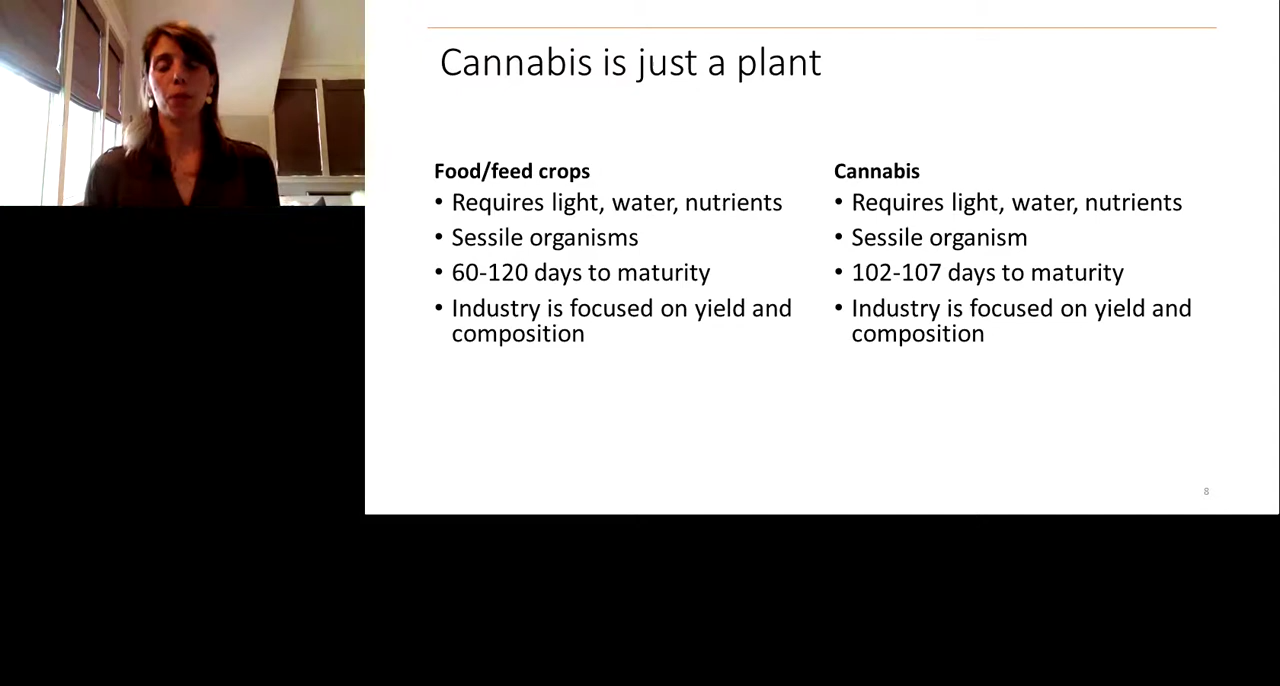 Cannabis is just a plant
Food/feed crops
• Requires light, water, nutrients
• Sessile organisms
• 60-120 days to maturity
• Industry is focused on yield and
composition
Cannabis
• Requires light, water, nutrients
• Sessile organism
• 102-107 days to maturity
• Industry is focused on yield and
composition
8